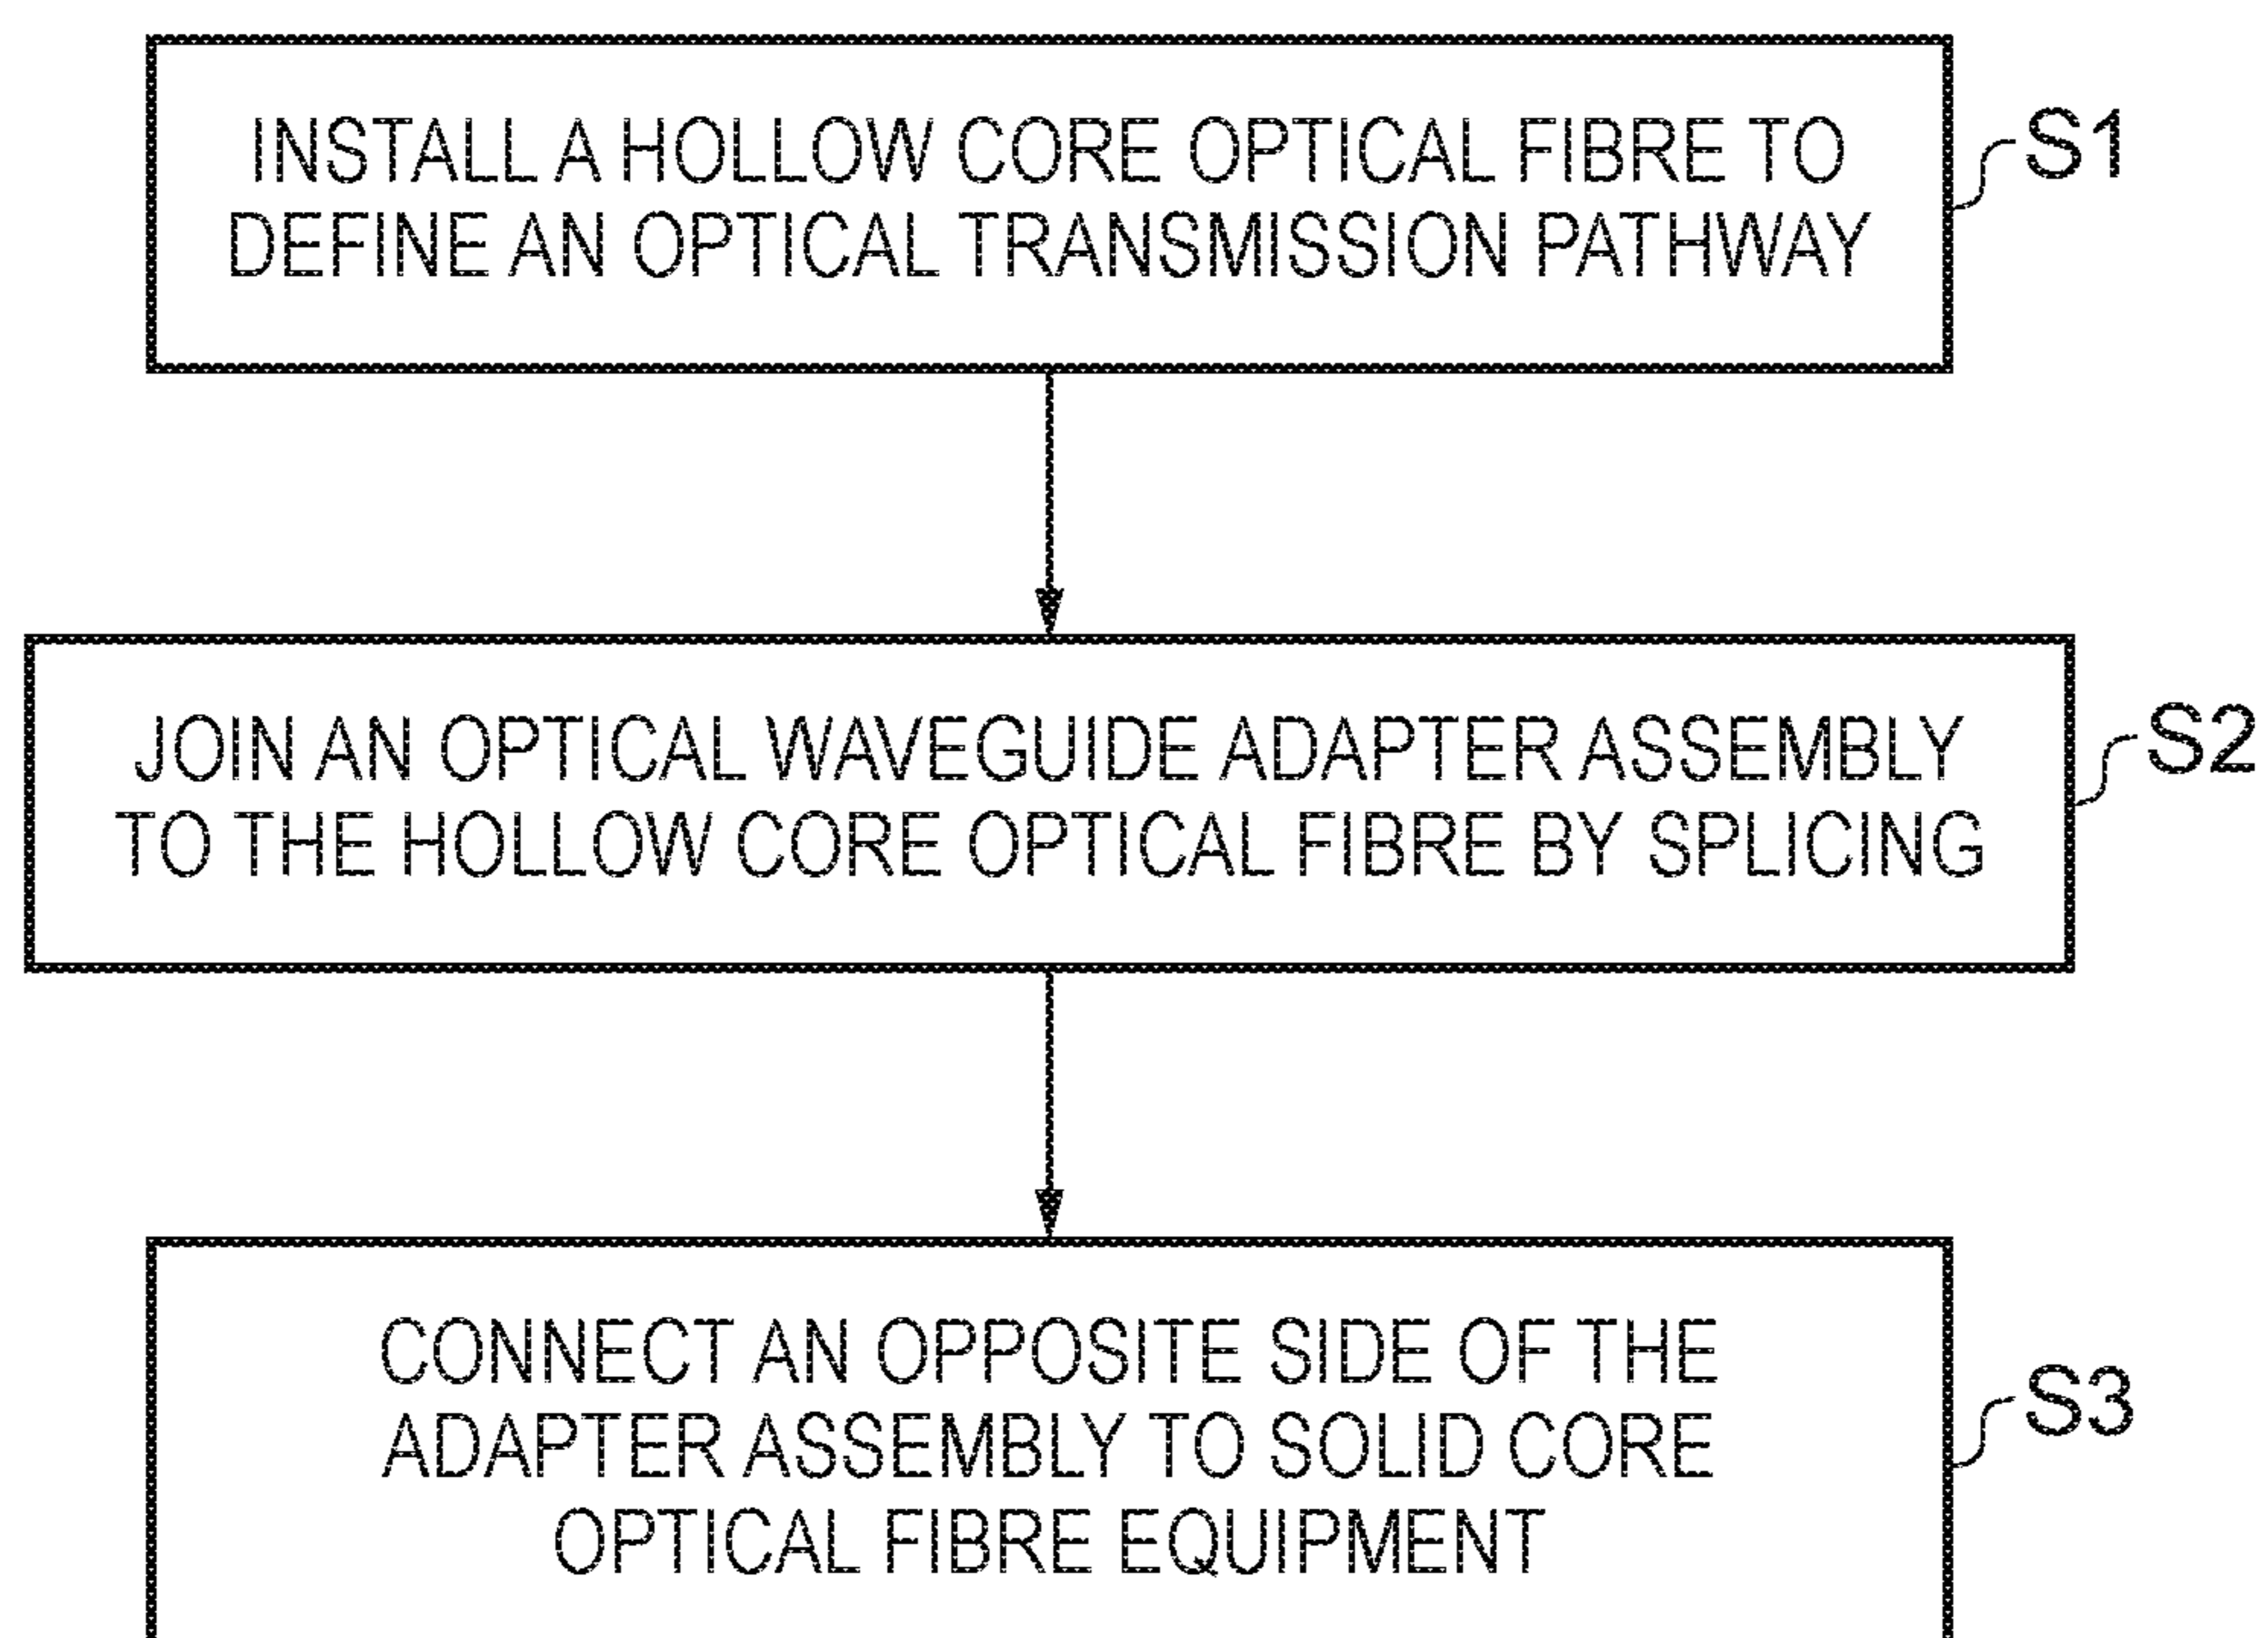 INSTALL A HOLLOW CORE OPTICAL FIBRE TO
DEFINE AN OPTICAL TRANSMISSION PATHWAY
S1
JOIN AN OPTICAL WAVEGUIDE ADAPTER ASSEMBLY
TO THE HOLLOW CORE OPTICAL FIBRE BY SPLICING
S2
CONNECT AN OPPOSITE SIDE OF THE
ADAPTER ASSEMBLY TO SOLID CORE
OPTICAL FIBRE EQUIPMENT
S3